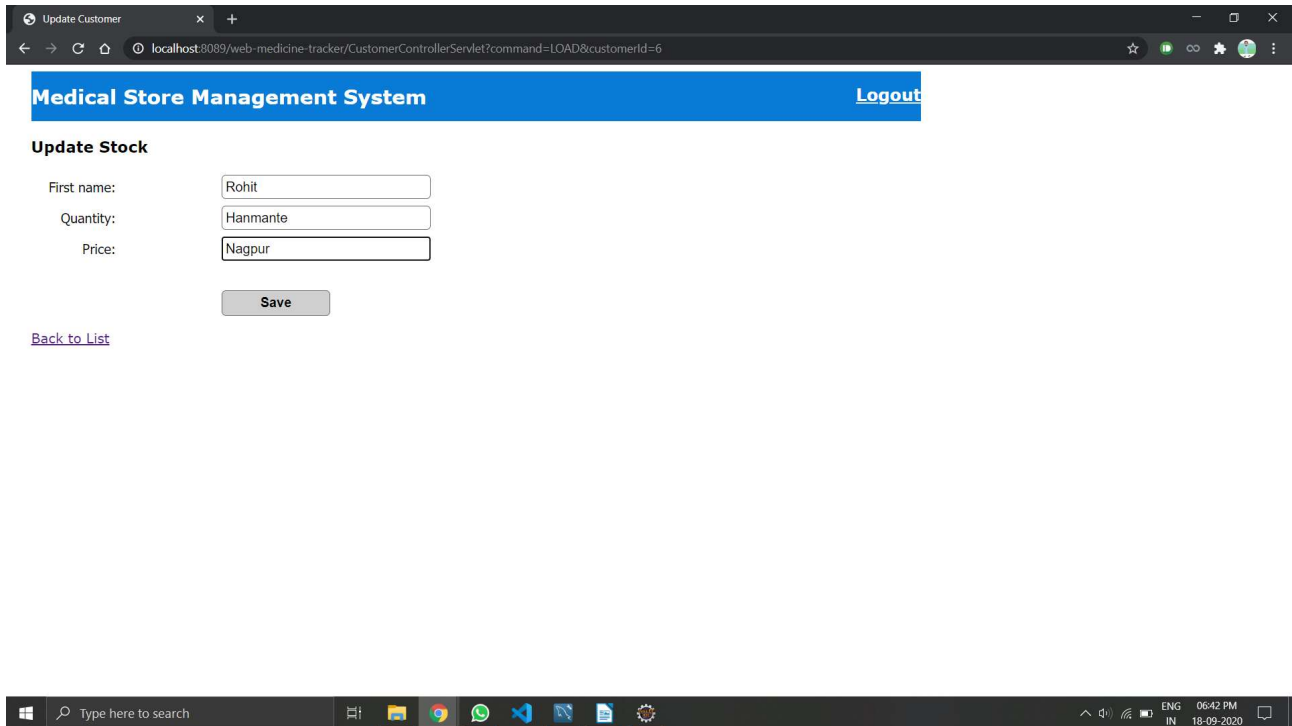 Update Customer
localhost:8089/web-medicine-tracker/CustomerControllerServlet?command=LOAD&customerId=6
Medical Store Management System Logout
Update Stock
First name: Rohit
Quantity: Hanmante
Price: Nagpur
Save
Back to List
Type here to search
ENG 06:42 PM
IN 18-09-2020